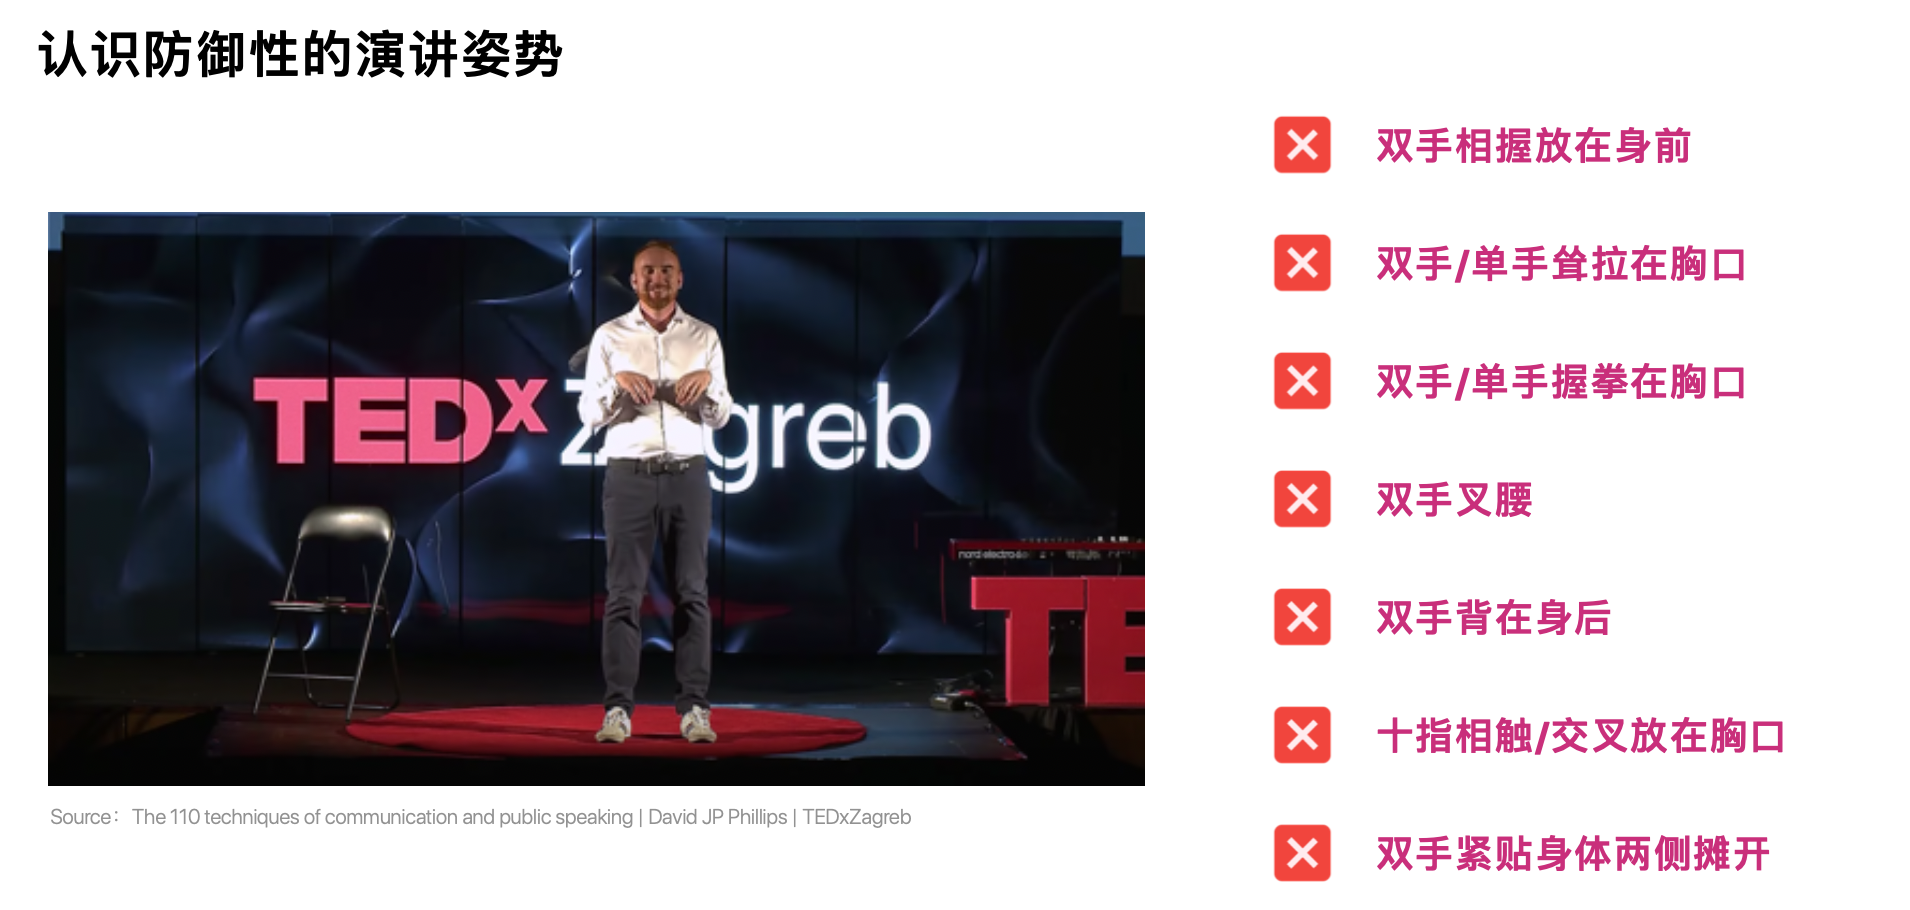 认识防御性的演讲姿势
双手相握放在身前
双手/单手耸拉在胸口
双手/单手握拳在胸口
双手叉腰
双手背在身后
十指相触/交叉放在胸口
双手紧贴身体两侧摊开
TEDx Zagreb
nord electro
TE
Source： The 110 techniques of communication and public speaking | David JP Phillips | TEDxZagreb